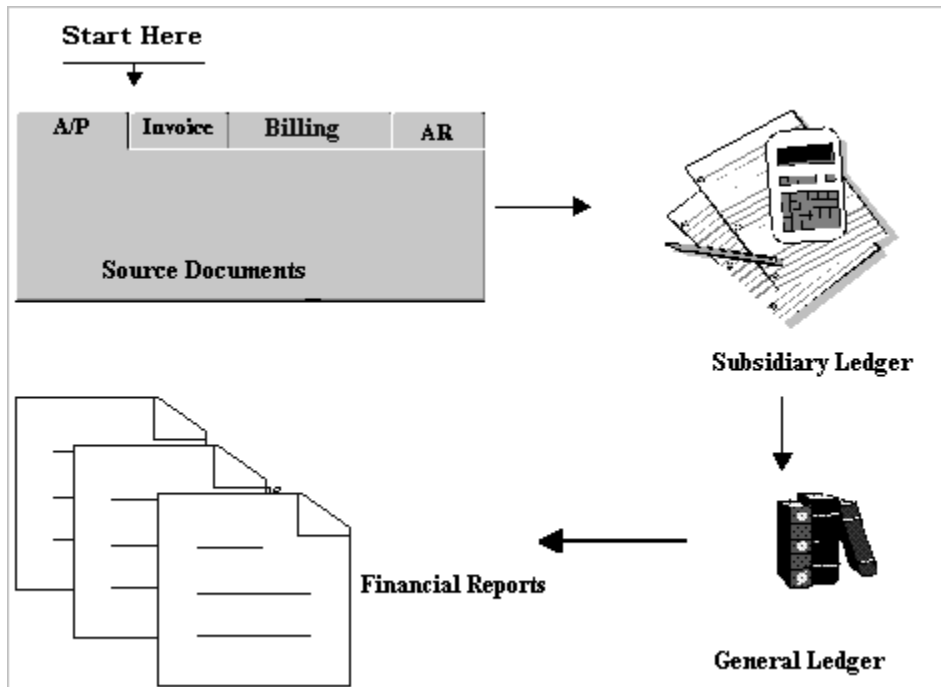 Start Here
A/P Invoice Billing AR
Source Documents
Subsidiary Ledger
Financial Reports
General Ledger